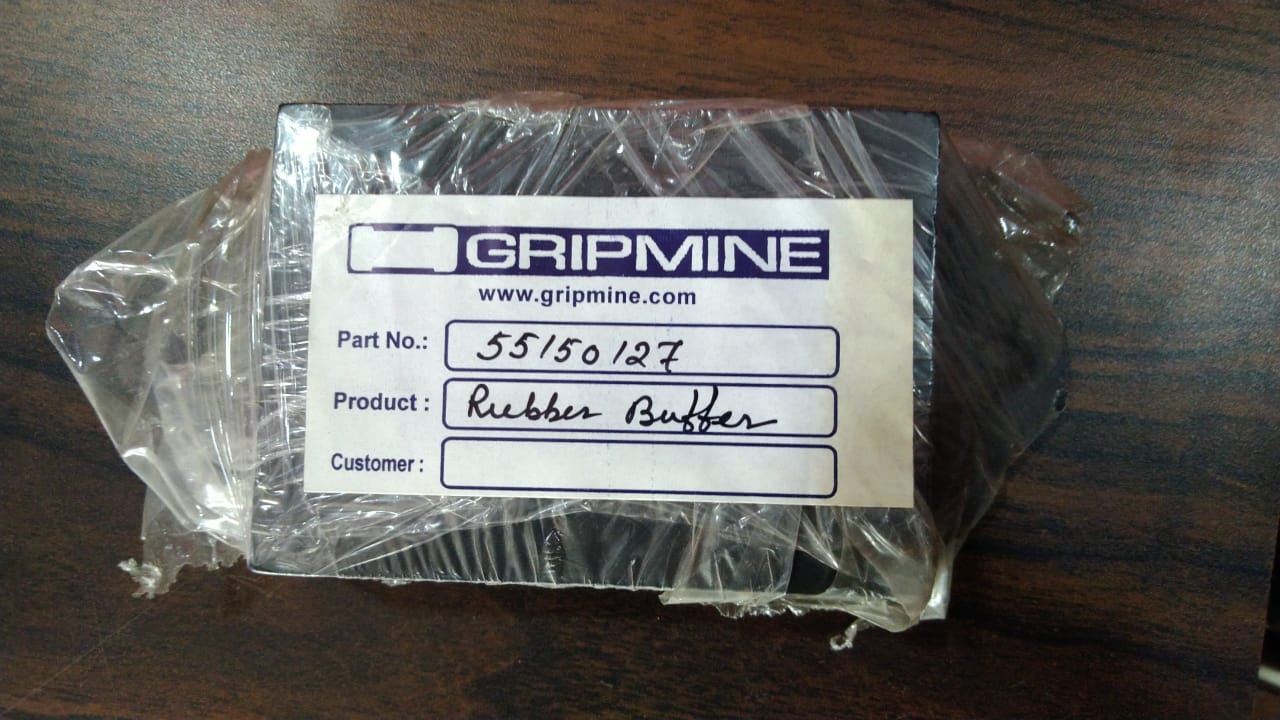 GRIPMINE
www.gripmine.com
Part No.: 55150127
Product : Rubber Buffer
Customer :